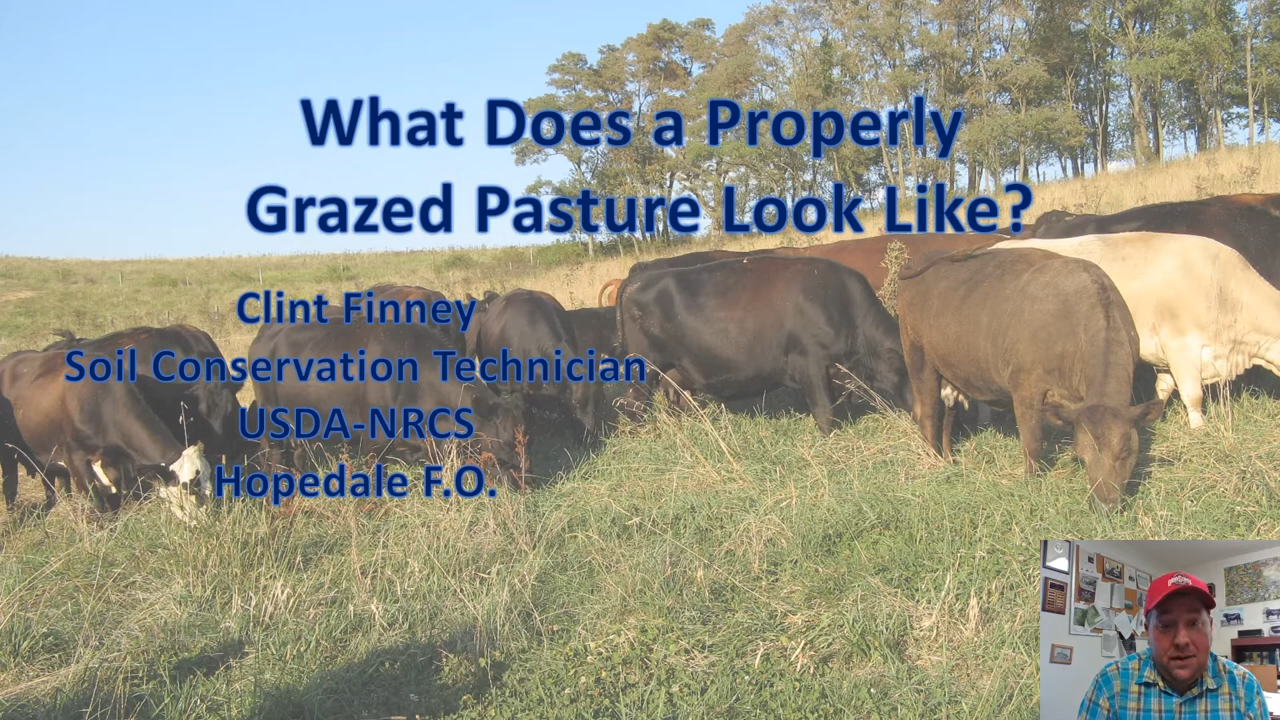 What Does a Properly
Grazed Pasture Look Like?
Clint Finney
Soil Conservation Technician
USDA-NRCS
Hopedale F.O.